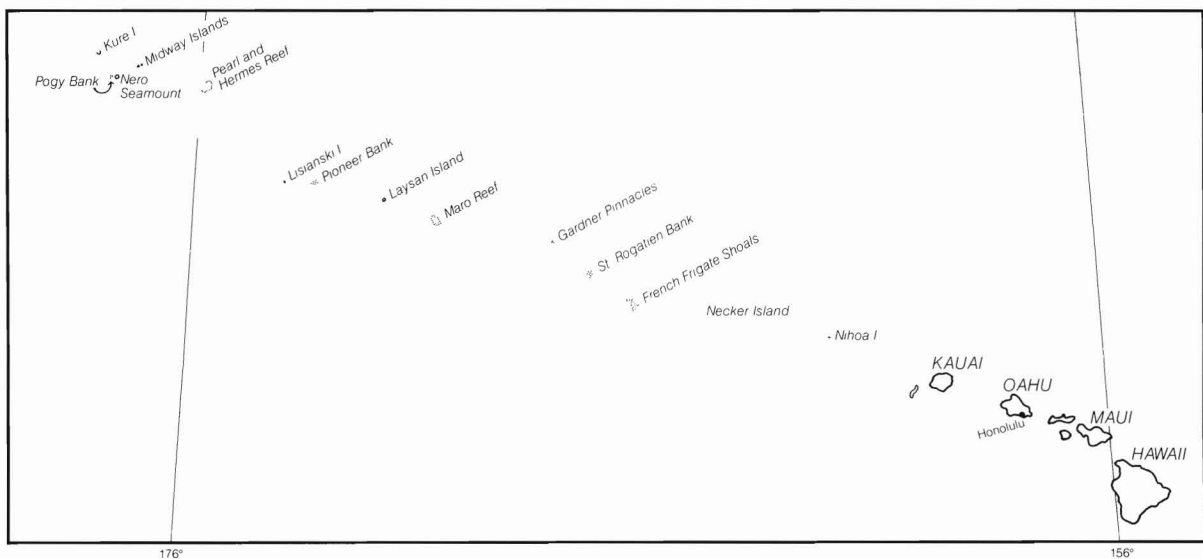 Kure I
Midway Islands
Pogy Bank
Nero
Seamount
Pearl and
Hermes Reef
Lisianski I
Pioneer Bank
Laysan Island
Maro Reef
Gardner Pinnacles
St Rogatien Bank
French Frigate Shoals
Necker Island
Nihoa I
KAUAI
OAHU
Honolulu
MAUI
HAWAII
176°
156°